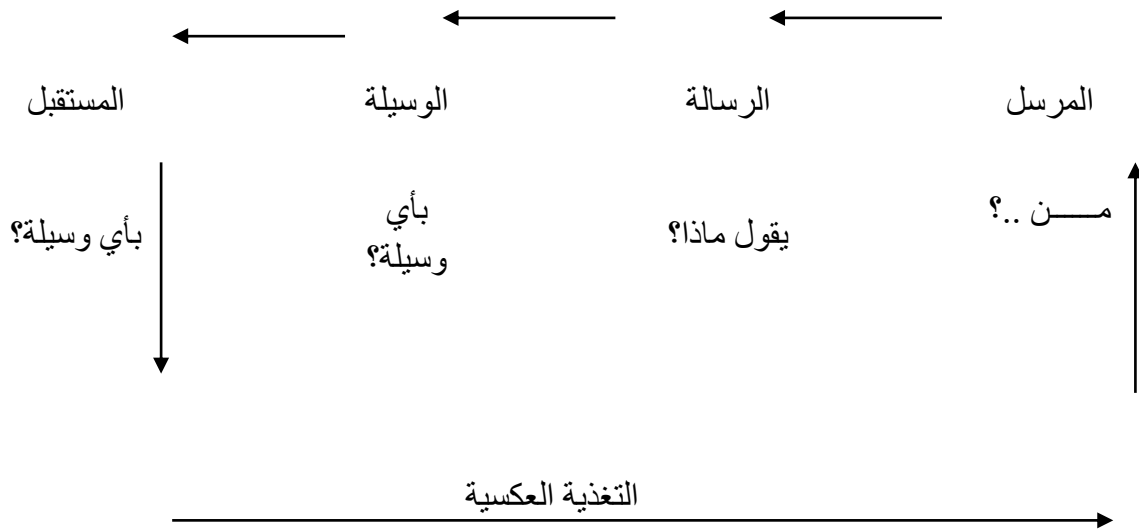 المرسل
الرسالة
الوسيلة
المستقبل
مـــــن ..؟
يقول ماذا؟
بأي
وسيلة؟
بأي وسيلة؟
التغذية العكسية